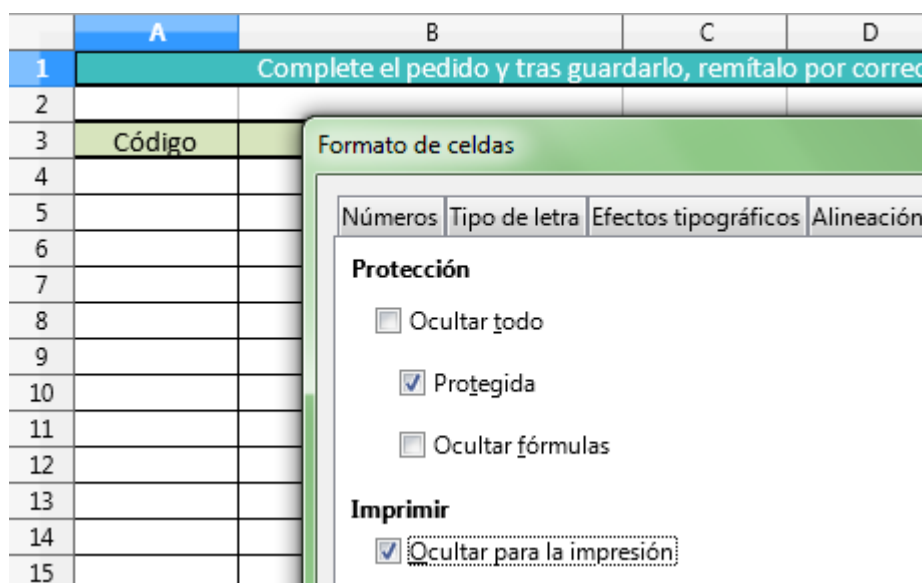 A B C D
1 Complete el pedido y tras guardarlo, remítalo por correo
2
3 Código Formato de celdas
4
5 Números Tipo de letra Efectos tipográficos Alineación
6
7 Protección
8 Ocultar todo
9
10 Protegida
11
12 Ocultar fórmulas
13 Imprimir
14 Ocultar para la impresión
15